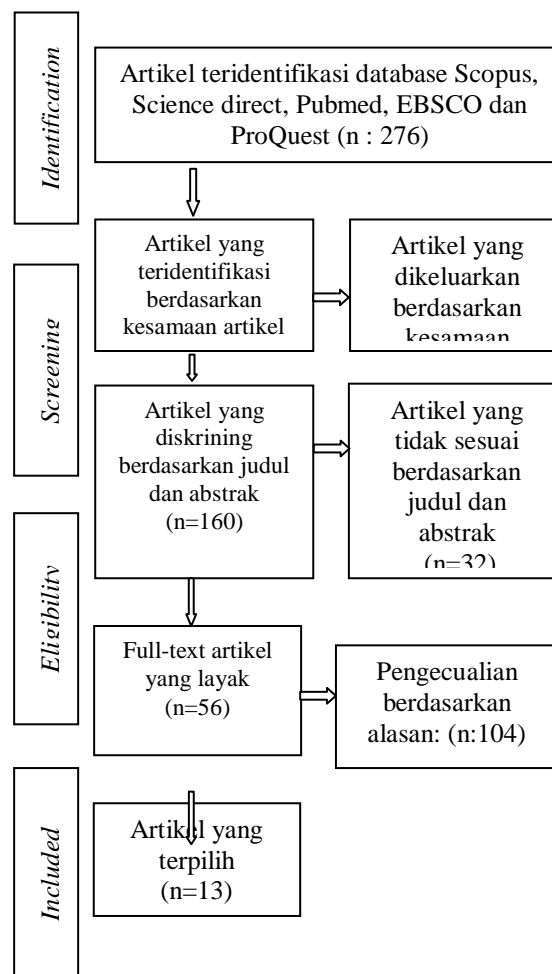 Identification
Artikel teridentifikasi database Scopus,
Science direct, Pubmed, EBSCO dan
ProQuest (n : 276)
Artikel yang
teridentifikasi
berdasarkan
kesamaan artikel
Artikel yang
dikeluarkan
berdasarkan
kesamaan
Screening
Artikel yang
diskrining
berdasarkan judul
dan abstrak
(n=160)
Artikel yang
tidak sesuai
berdasarkan
judul dan
abstrak
(n=32)
Eligibility
Full-text artikel
yang layak
(n=56)
Pengecualian
berdasarkan
alasan: (n:104)
Included
Artikel yang
terpilih
(n=13)